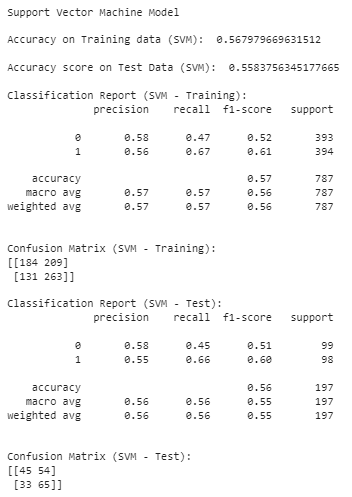 Support Vector Machine Model
Accuracy on Training data (SVM):  0.567979669631512
Accuracy score on Test Data (SVM):  0.5583756345177665
Classification Report (SVM - Training):
              precision    recall  f1-score   support
           0       0.58      0.47      0.52       393
           1       0.56      0.67      0.61       394
    accuracy                           0.57       787
   macro avg       0.57      0.57      0.56       787
weighted avg       0.57      0.57      0.56       787
Confusion Matrix (SVM - Training):
[[184 209]
 [131 263]]
Classification Report (SVM - Test):
              precision    recall  f1-score   support
           0       0.58      0.45      0.51        99
           1       0.55      0.66      0.60        98
    accuracy                           0.56       197
   macro avg       0.56      0.56      0.55       197
weighted avg       0.56      0.56      0.55       197
Confusion Matrix (SVM - Test):
[[45 54]
 [33 65]]